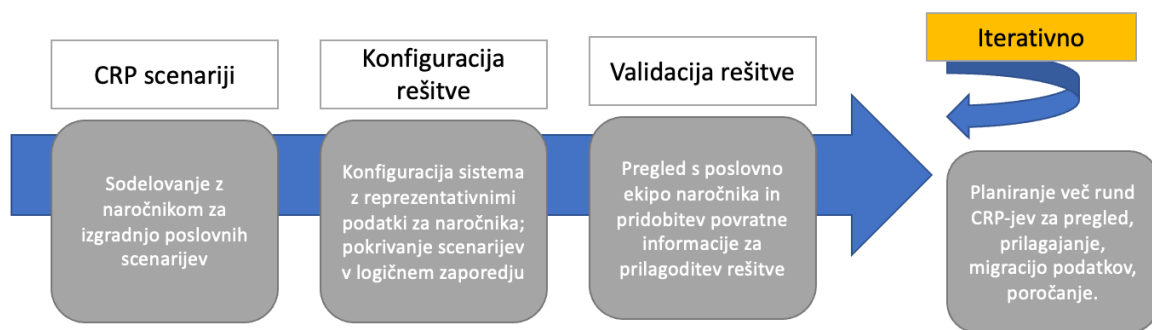 CRP scenariji
Sodelovanje z
naročnikom za
izgradnjo poslovnih
scenarijev
Konfiguracija
rešitve
Konfiguracija sistema
z reprezentativnimi
podatki za naročnika;
pokrivanje scenarijev
v logičnem zaporedju
Validacija rešitve
Pregled s poslovno
ekipo naročnika in
pridobitev povratne
informacije za
prilagoditev rešitve
Iterativno
Planiranje več rund
CRP-jev za pregled,
prilagajanje,
migracijo podatkov,
poročanje.